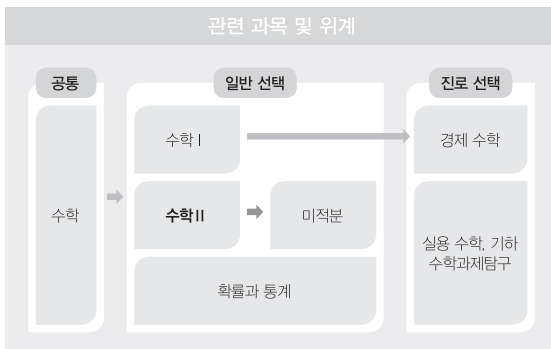 관련 과목 및 위계
공통
일반 선택
진로 선택
수학
수학 I
수학II
미적분
확률과 통계
경제 수학
실용 수학, 기하
수학과제탐구